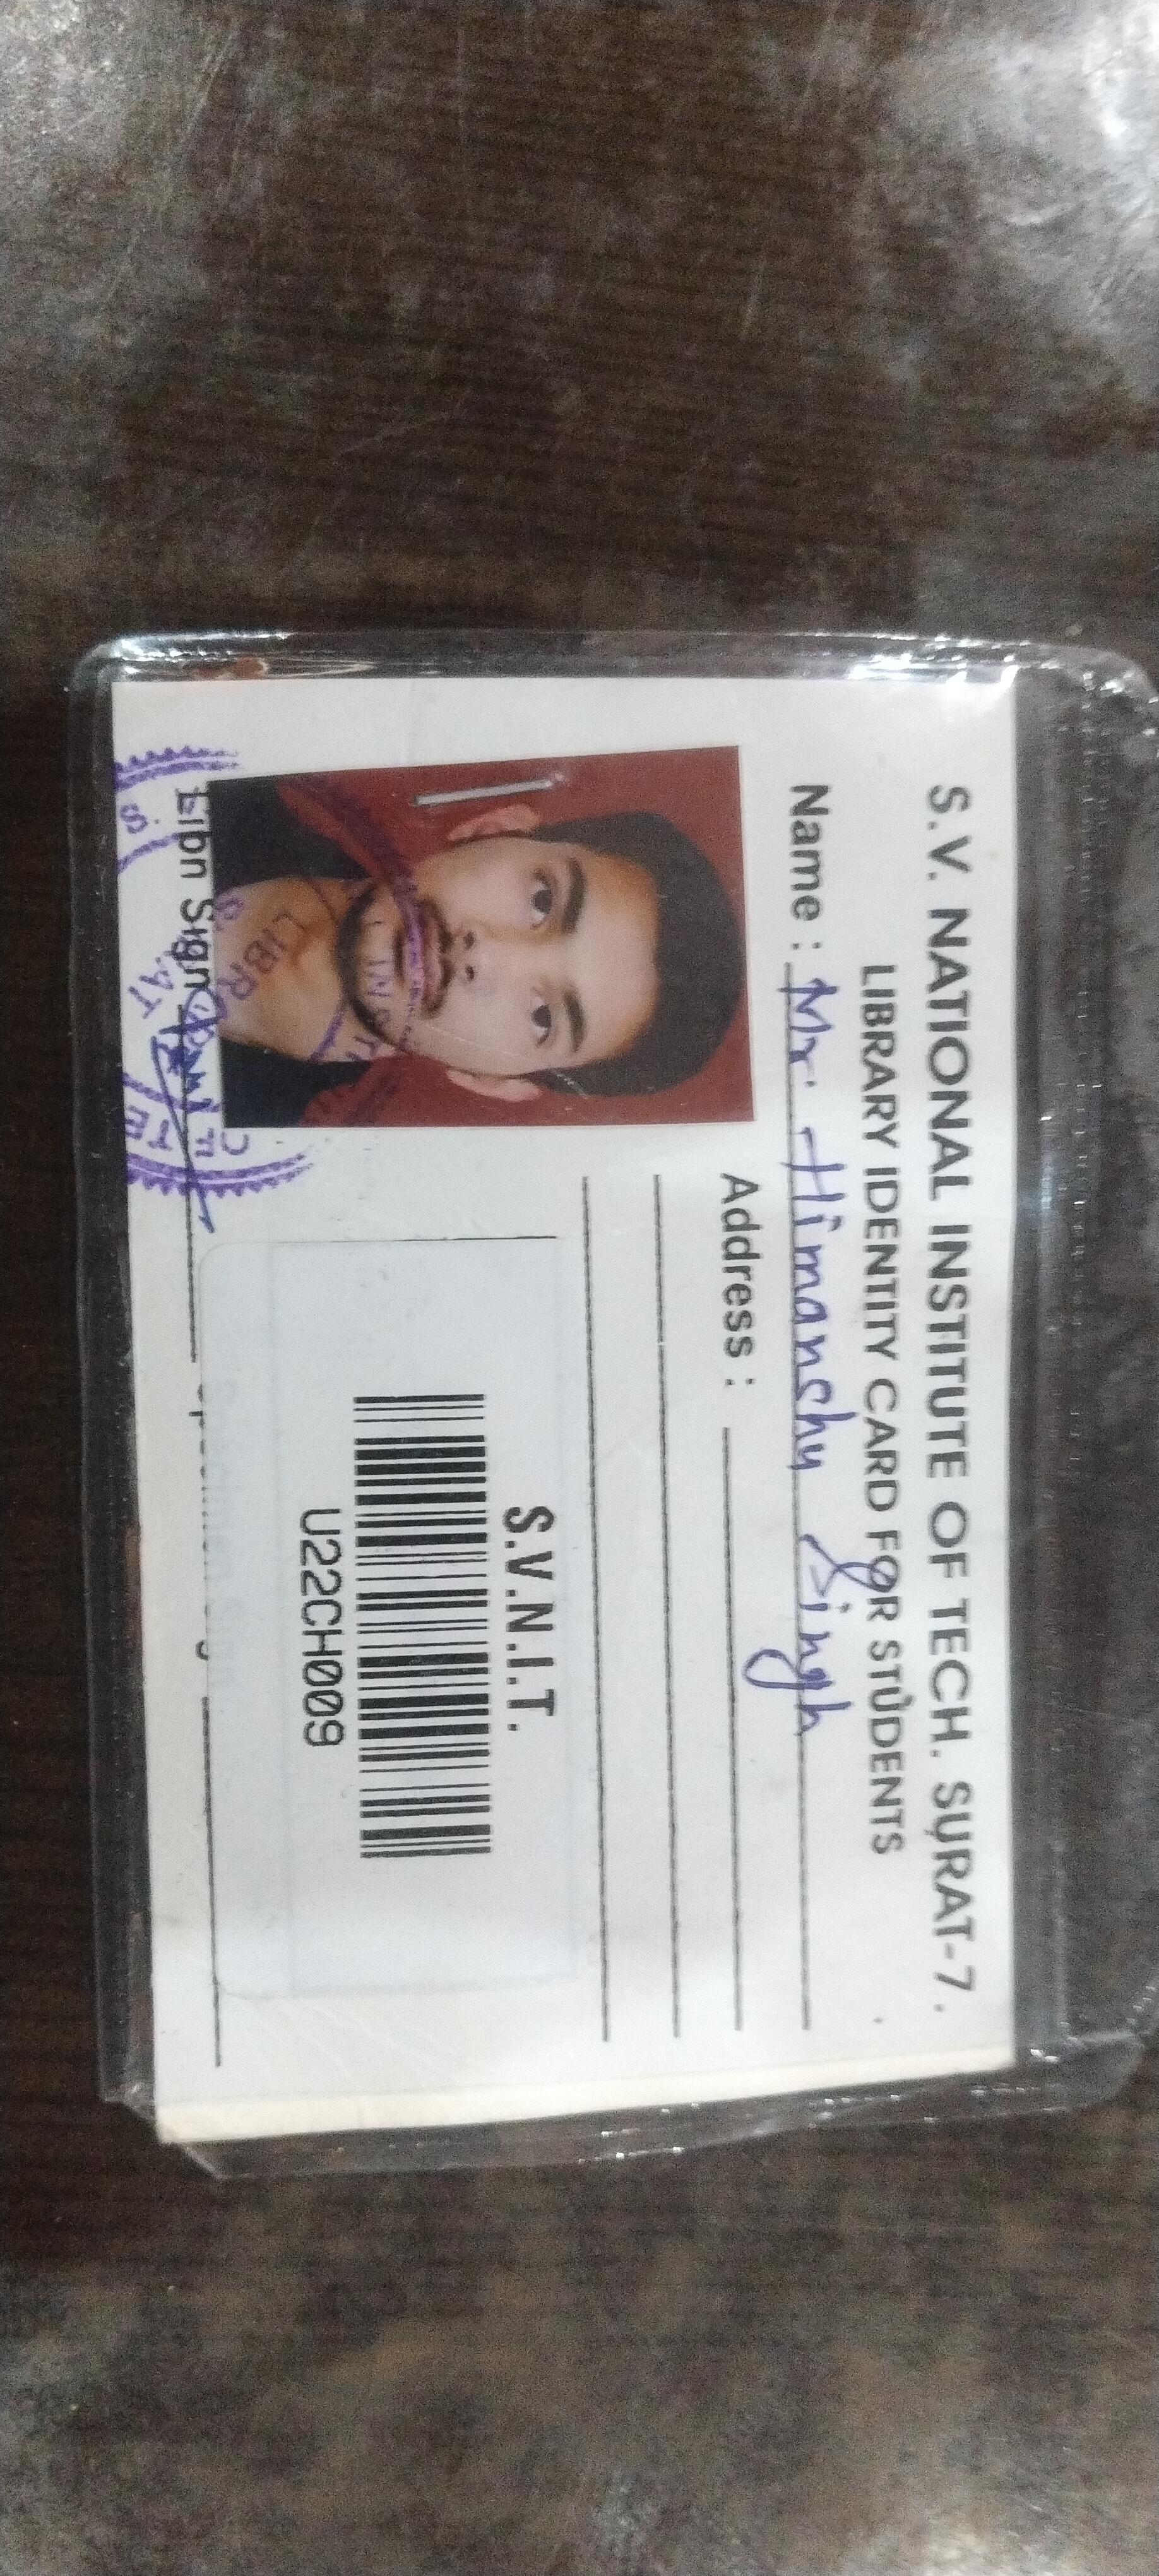 S.V. NATIONAL INSTITUTE OF TECH. SURAT-7.
LIBRARY IDENTITY CARD FOR STUDENTS
Name : Mr. Himanshu Singh
Address :
S.V.N.I.T.
U22CH009
Libn Sign